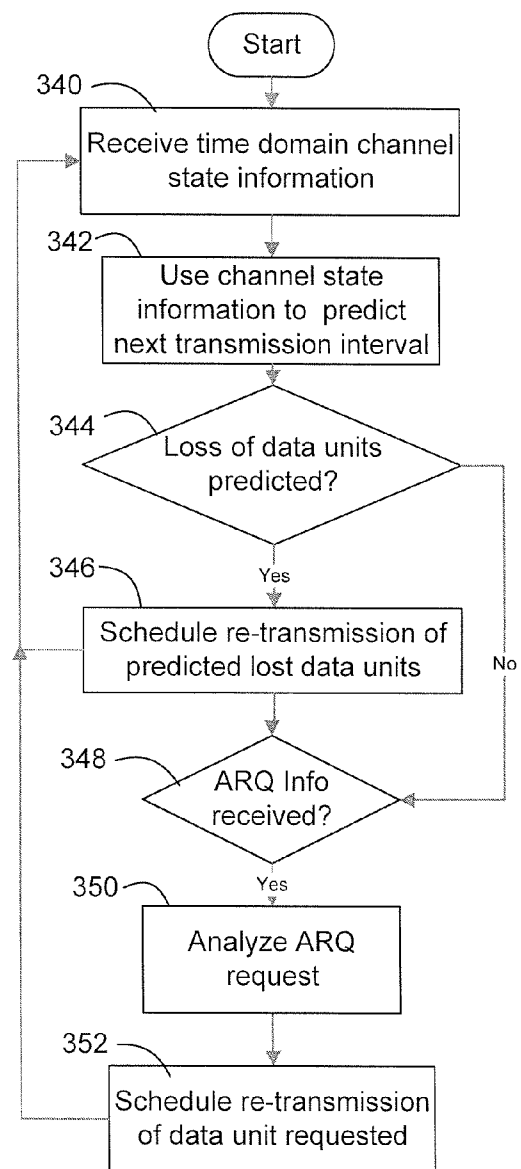 Start
340
Receive time domain channel
state information
342
Use channel state
information to predict
next transmission interval
344
Loss of data units
predicted?
Yes
346
Schedule re-transmission of
predicted lost data units
No
348
ARQ Info
received?
Yes
350
Analyze ARQ
request
352
Schedule re-transmission
of data unit requested